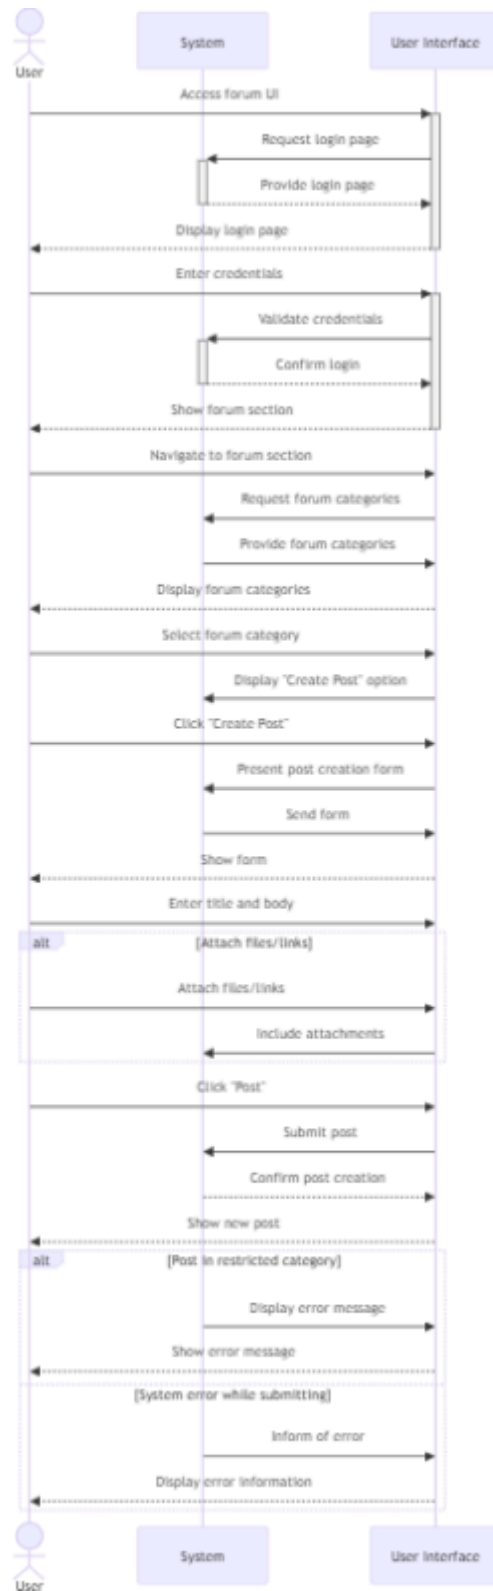 System
User Interface
User
Access forum UI
Request login page
Provide login page
Display login page
Enter credentials
Validate credentials
Confirm login
Show forum section
Navigate to forum section
Request forum categories
Provide forum categories
Display forum categories
Select forum category
Display "Create Post" option
Click "Create Post"
Present post creation form
Send form
Show form
Enter title and body
alt
[Attach files/links]
Attach files/links
Include attachments
Click "Post"
Submit post
Confirm post creation
Show new post
alt
[Post in restricted category]
Display error message
Show error message
[System error while submitting]
Inform of error
Display error information
System
User Interface
User